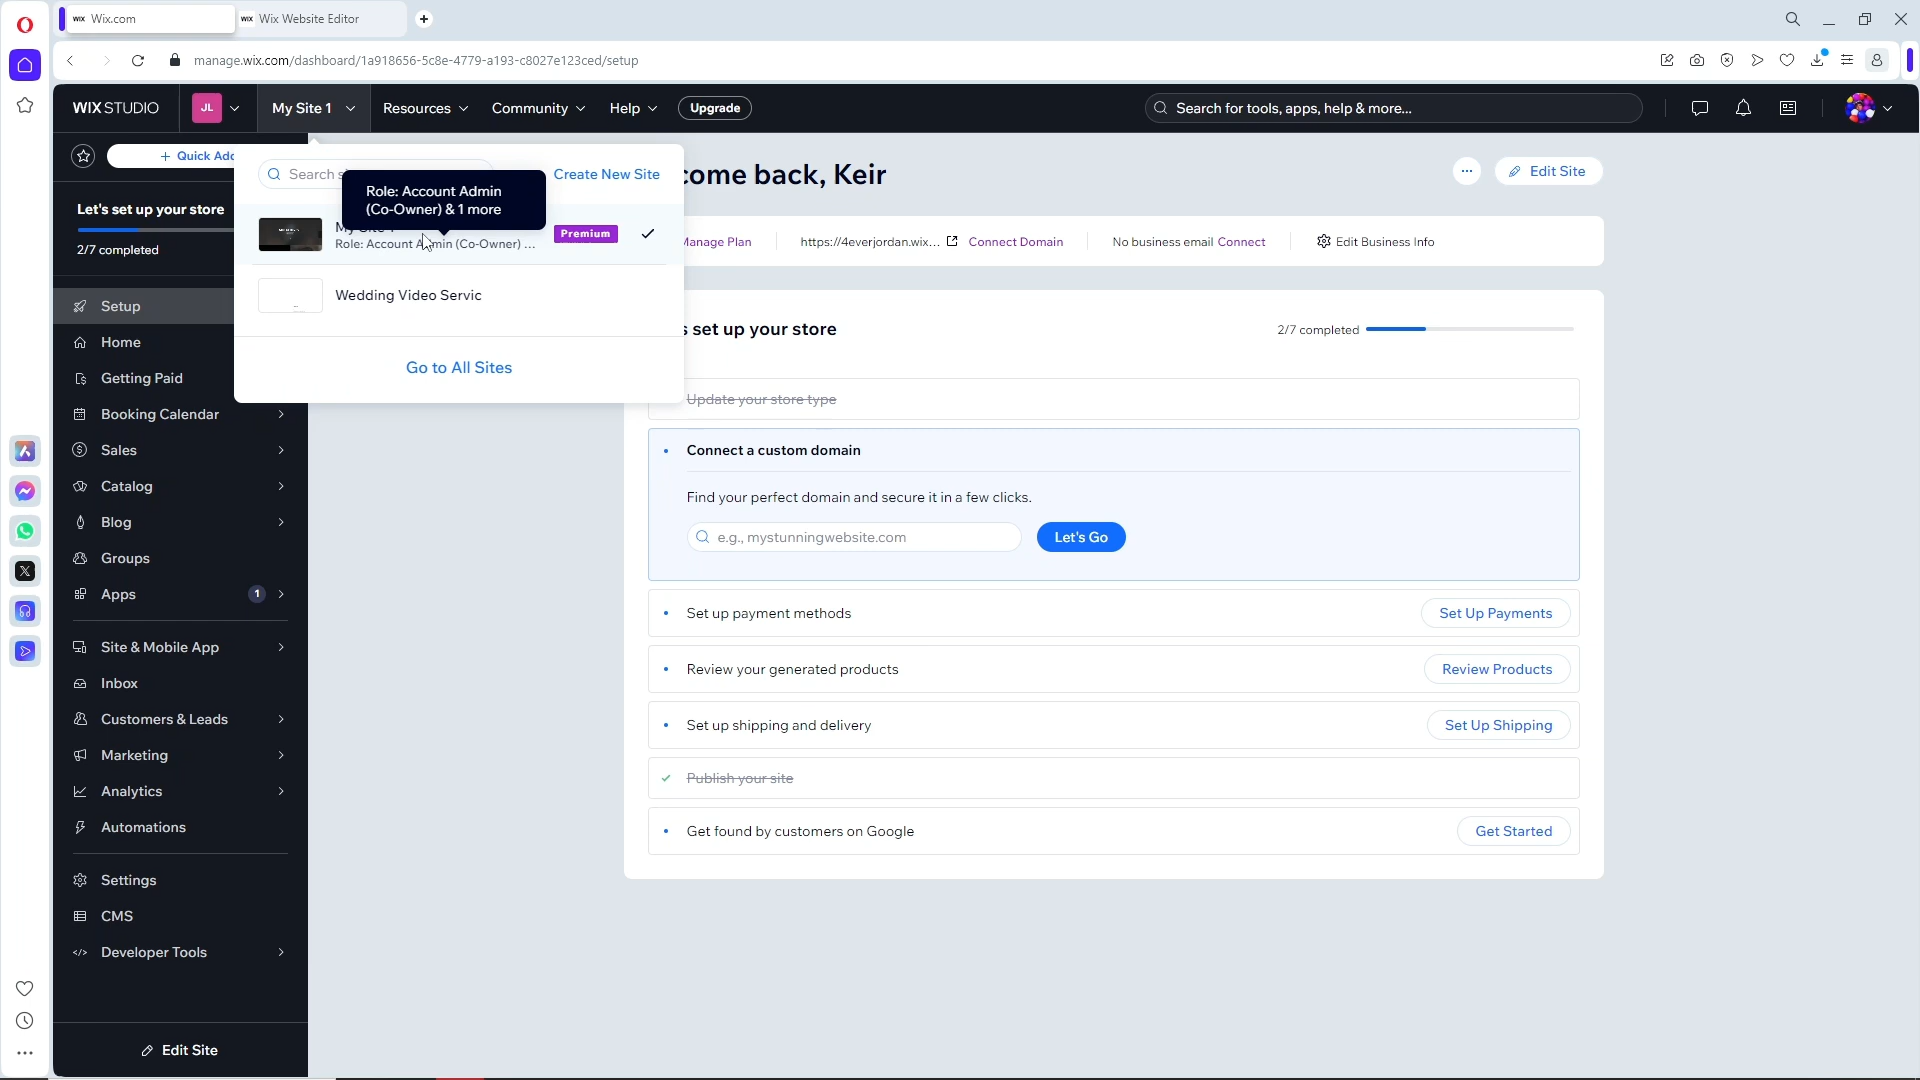 WIX Wix.com
WIX Wix Website Editor
manage.wix.com/dashboard/1a918656-5c8e-4779-a193-c8027e123ced/setup
WIX STUDIO
JL
My Site 1
Resources
Community
Help
Upgrade
Search for tools, apps, help & more...
+ Quick Add
Let's set up your store
2/7 completed
Setup
Home
Getting Paid
Booking Calendar
Sales
Catalog
Blog
Groups
Apps
1
Site & Mobile App
Inbox
Customers & Leads
Marketing
Analytics
Automations
Settings
CMS
Developer Tools
Edit Site
Search
Create New Site
Role: Account Admin
(Co-Owner) & 1 more
My Site 1
Role: Account Admin (Co-Owner) ...
Premium
Wedding Video Servic
Go to All Sites
come back, Keir
Edit Site
Manage Plan
https://4everjordan.wix...
Connect Domain
No business email Connect
Edit Business Info
s set up your store
2/7 completed
Update your store type
Connect a custom domain
Find your perfect domain and secure it in a few clicks.
e.g., mystunningwebsite.com
Let's Go
Set up payment methods
Set Up Payments
Review your generated products
Review Products
Set up shipping and delivery
Set Up Shipping
Publish your site
Get found by customers on Google
Get Started